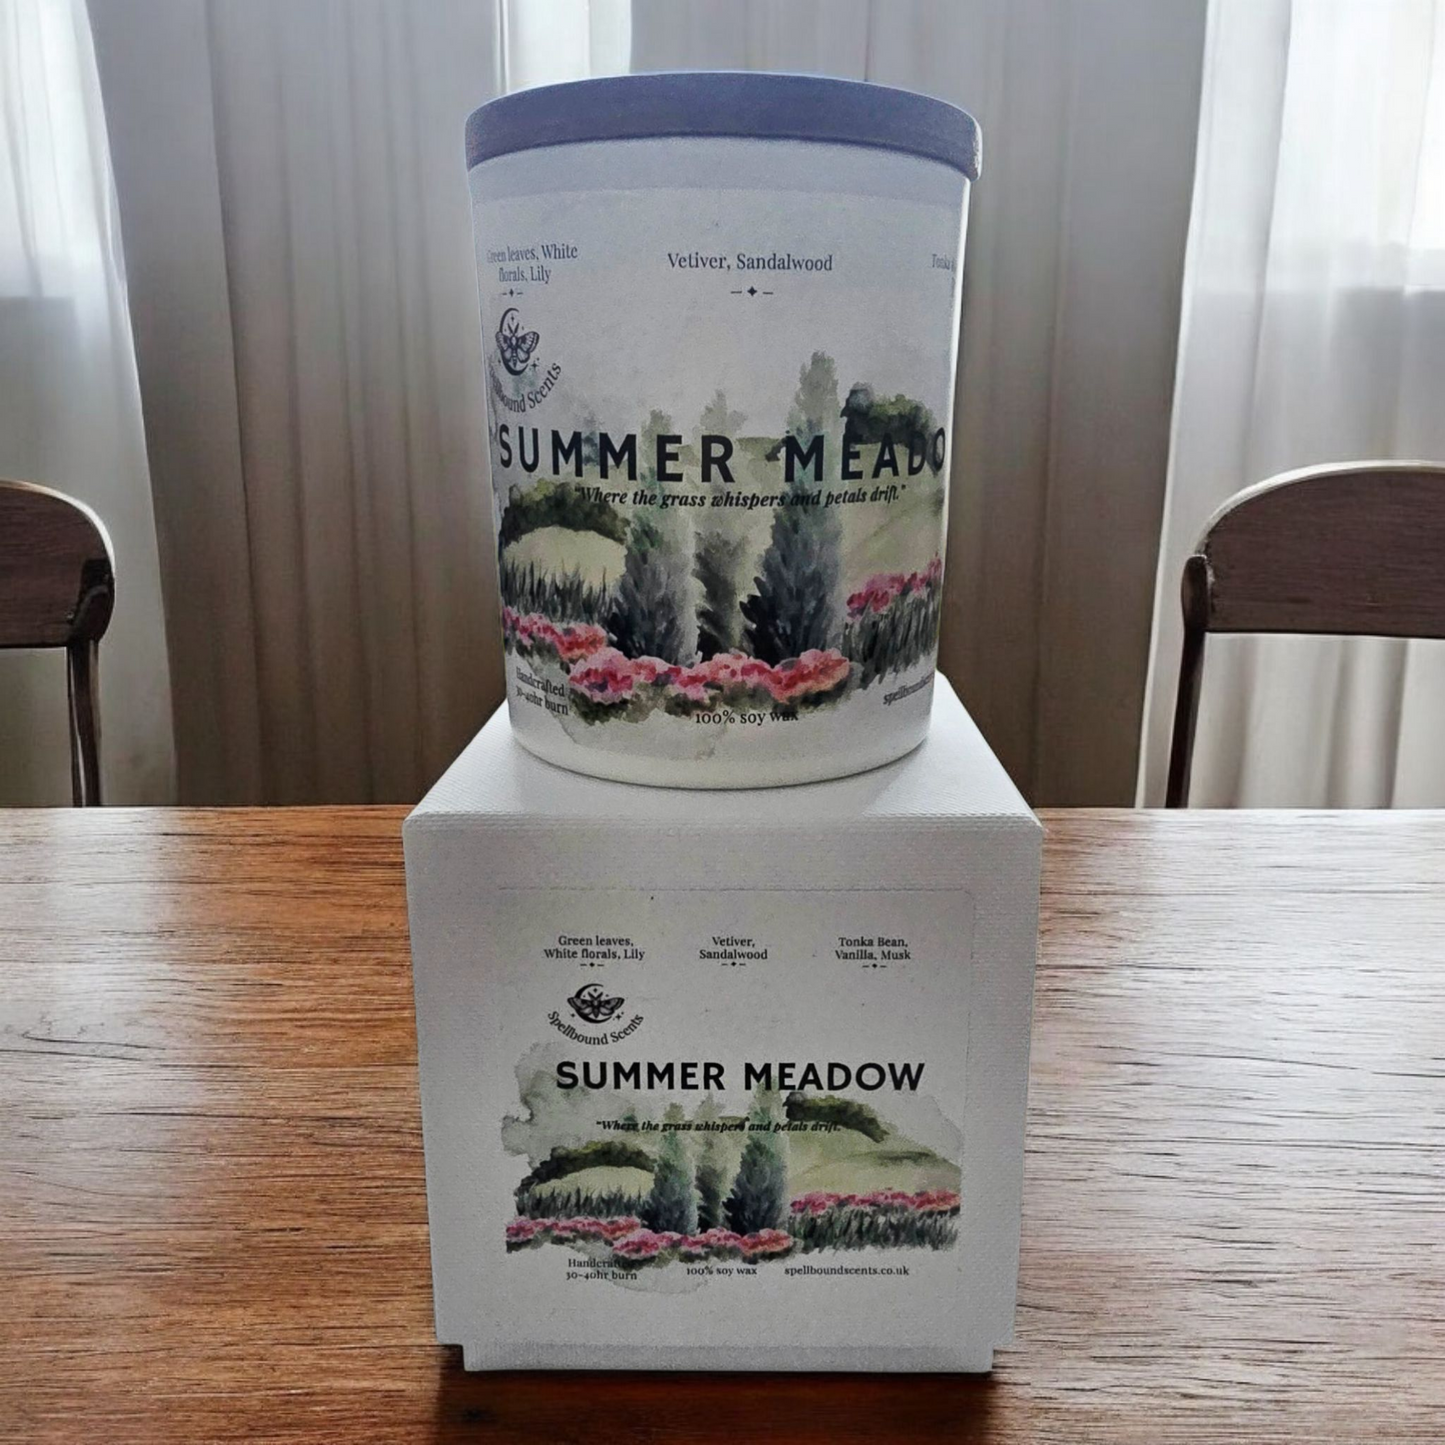 Green leaves, White
florals, Lily
Vetiver, Sandalwood
Tonka
Spellbound Scents
SUMMER MEADO
"Where the grass whispers and petals drift."
Handcrafted
30-40hr burn
100% soy wax
Green leaves,
White florals, Lily
Vetiver,
Sandalwood
Tonka Bean,
Vanilla, Musk
Spellbound Scents
SUMMER MEADOW
"Where the grass whispers and petals drift."
Handcrafted
30-40hr burn
100% soy wax
spellboundscents.co.uk